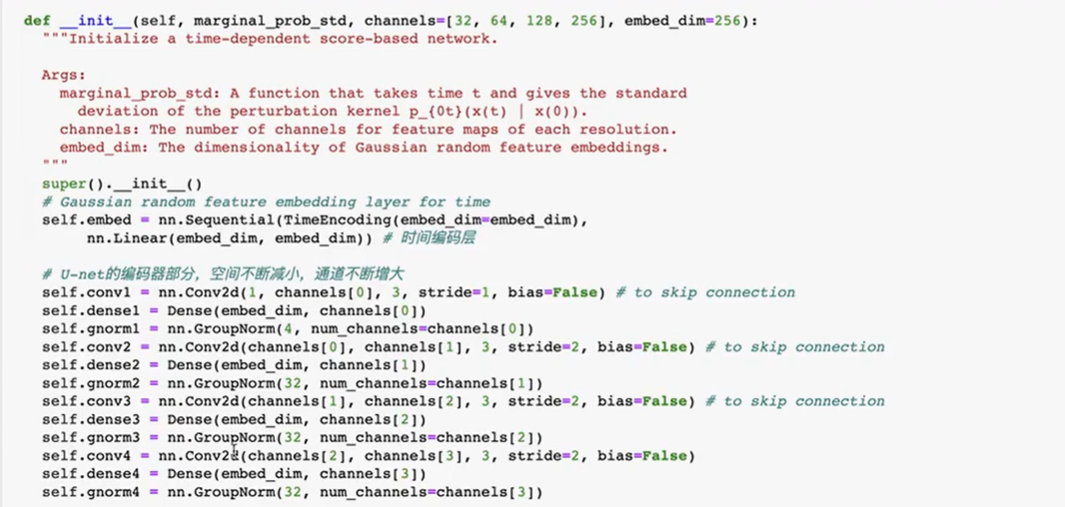 def __init__(self, marginal_prob_std, channels=[32, 64, 128, 256], embed_dim=256):
"""Initialize a time-dependent score-based network.
Args:
marginal_prob_std: A function that takes time t and gives the standard
deviation of the perturbation kernel p_{0t}(x(t) | x(0)).
channels: The number of channels for feature maps of each resolution.
embed_dim: The dimensionality of Gaussian random feature embeddings.
"""
super().__init__()
# Gaussian random feature embedding layer for time
self.embed = nn.Sequential(TimeEncoding(embed_dim=embed_dim),
nn.Linear(embed_dim, embed_dim)) # 时间编码层
# U-net的编码器部分，空间不断减小，通道不断增大
self.conv1 = nn.Conv2d(1, channels[0], 3, stride=1, bias=False) # to skip connection
self.dense1 = Dense(embed_dim, channels[0])
self.gnorm1 = nn.GroupNorm(4, num_channels=channels[0])
self.conv2 = nn.Conv2d(channels[0], channels[1], 3, stride=2, bias=False) # to skip connection
self.dense2 = Dense(embed_dim, channels[1])
self.gnorm2 = nn.GroupNorm(32, num_channels=channels[1])
self.conv3 = nn.Conv2d(channels[1], channels[2], 3, stride=2, bias=False) # to skip connection
self.dense3 = Dense(embed_dim, channels[2])
self.gnorm3 = nn.GroupNorm(32, num_channels=channels[2])
self.conv4 = nn.Conv2d(channels[2], channels[3], 3, stride=2, bias=False)
self.dense4 = Dense(embed_dim, channels[3])
self.gnorm4 = nn.GroupNorm(32, num_channels=channels[3])